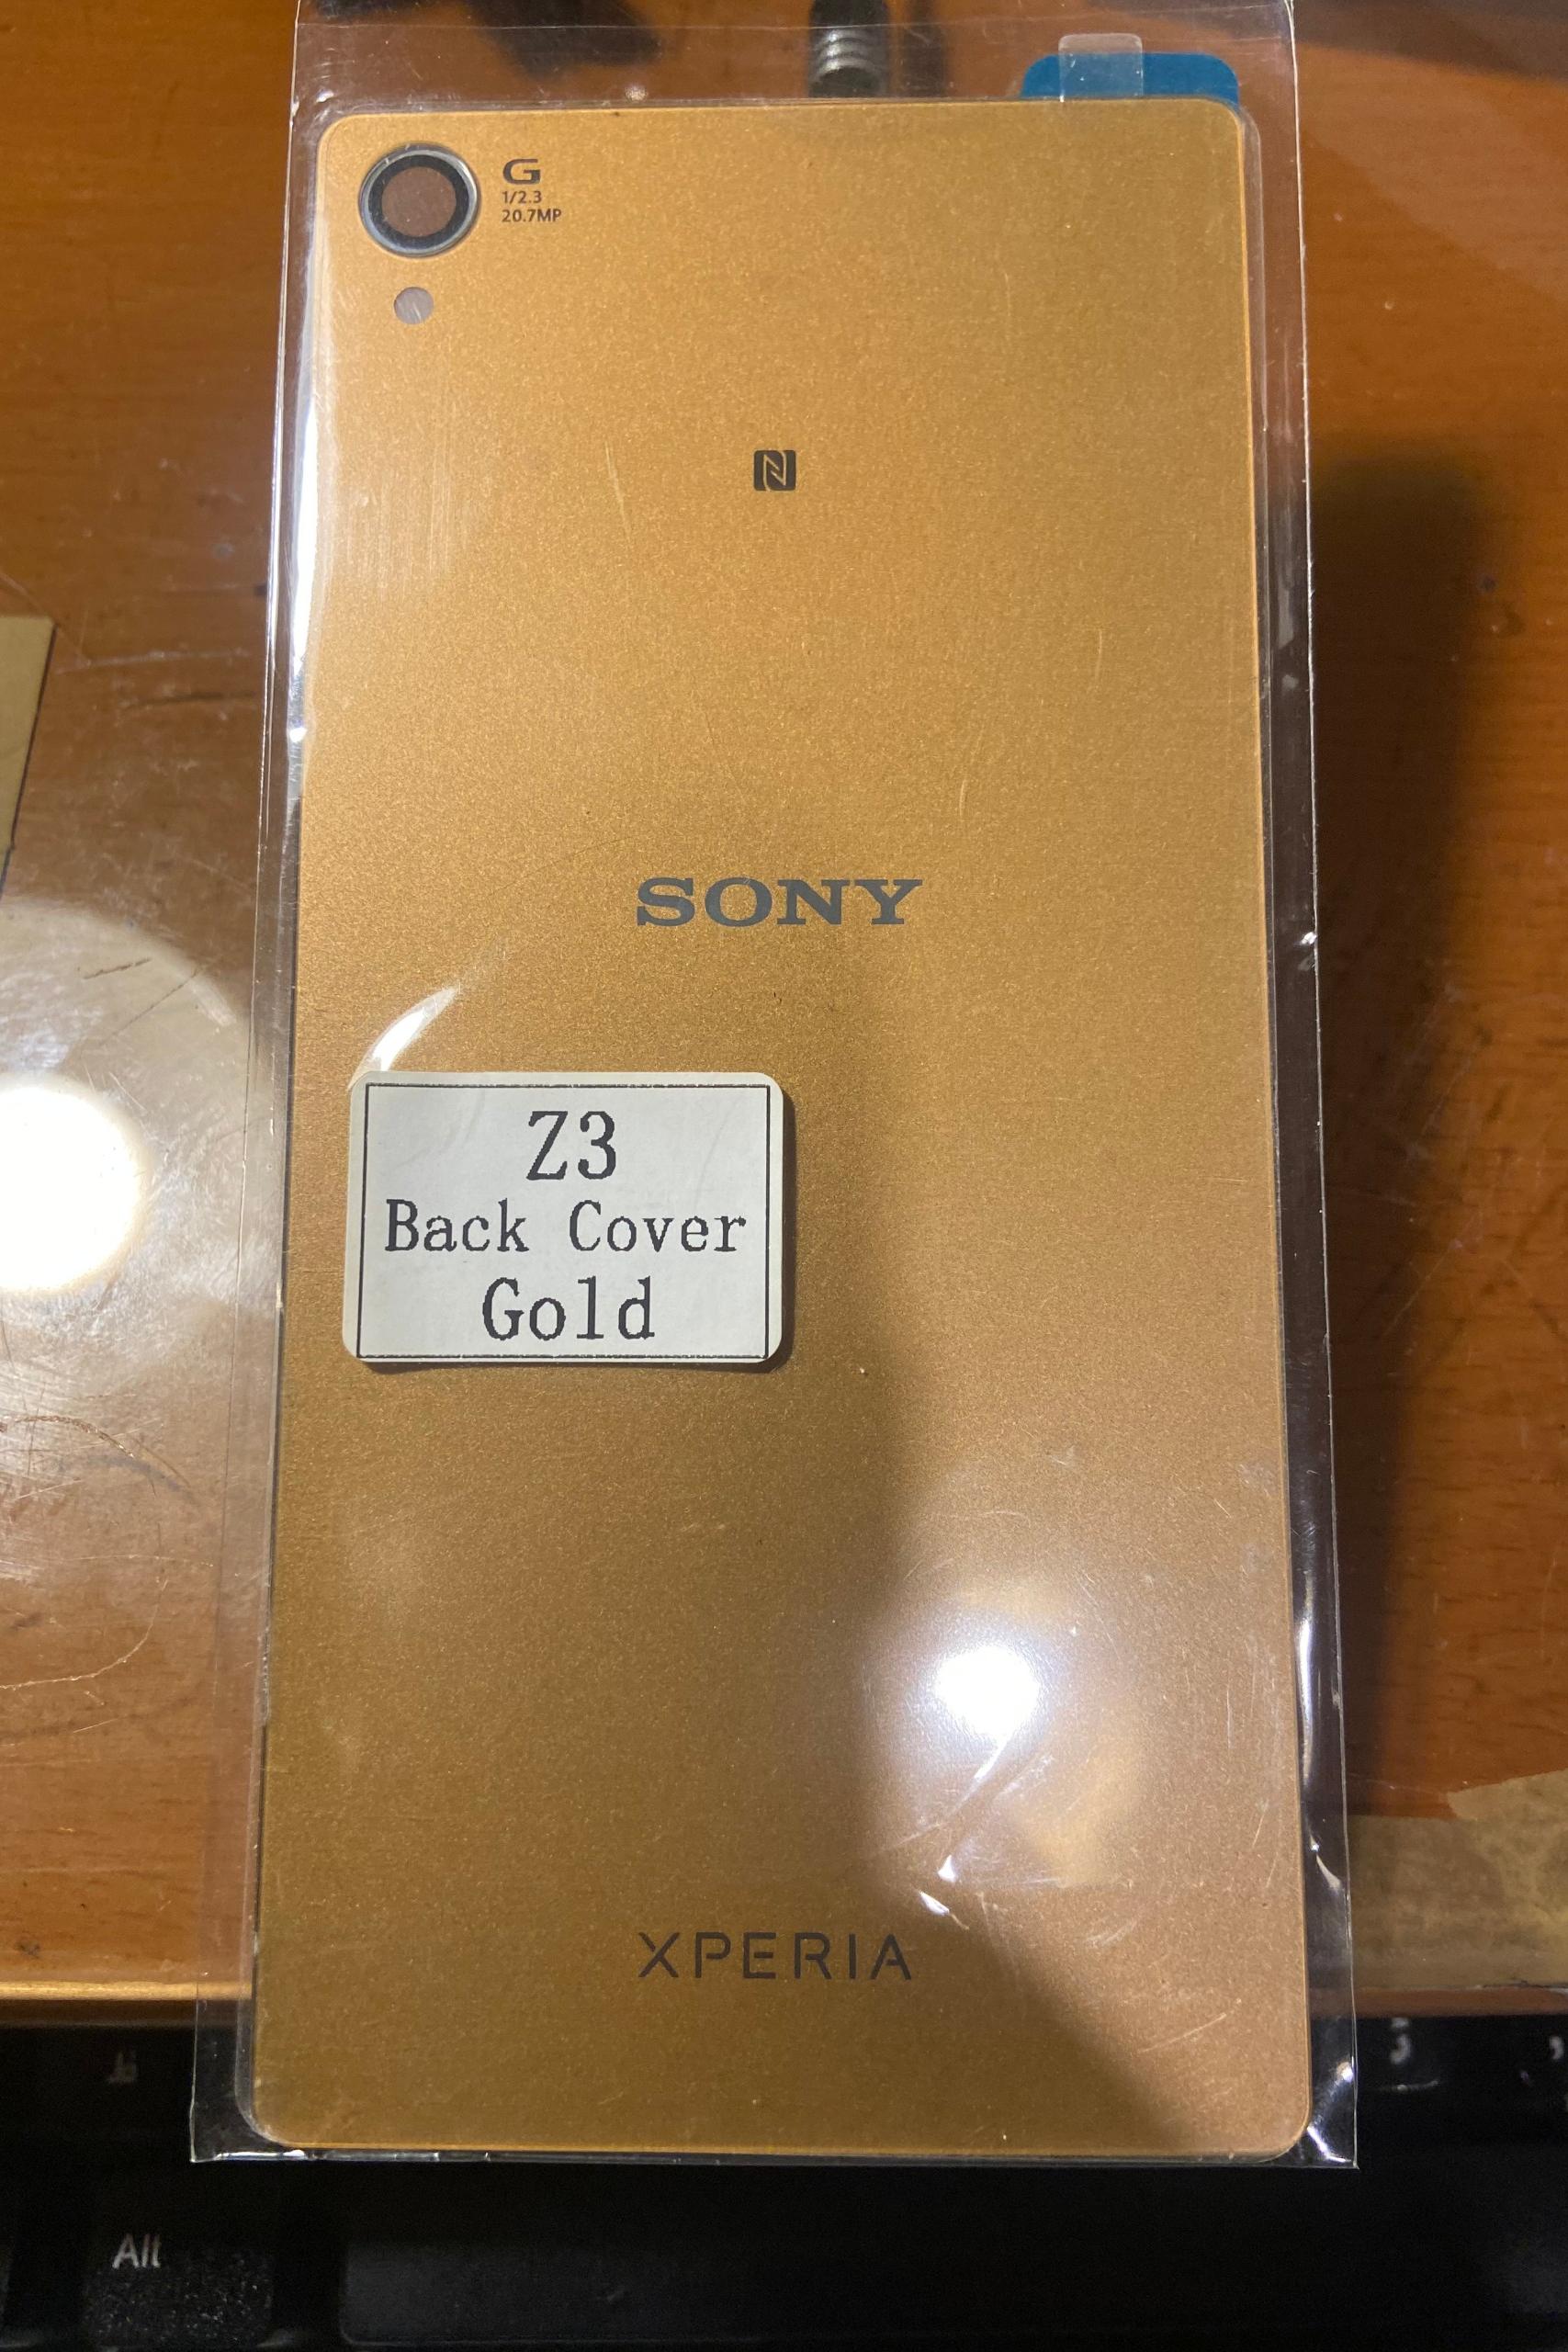 G
1/2.3
20.7MP
SONY
Z3
Back Cover
Gold
XPERIA
Alt